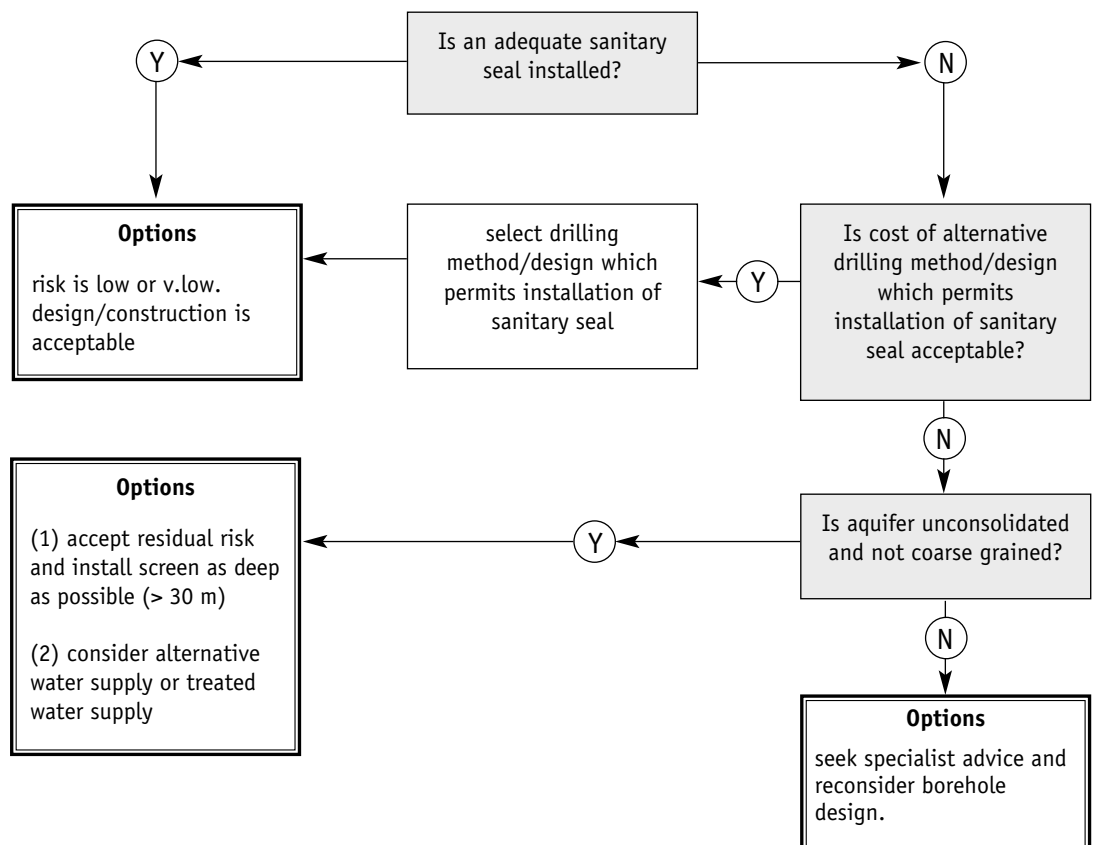 Is an adequate sanitary
seal installed?
Y
N
Options
risk is low or v.low.
design/construction is
acceptable
select drilling
method/design which
permits installation of
sanitary seal
Y
Is cost of alternative
drilling method/design
which permits
installation of sanitary
seal acceptable?
N
Options
(1) accept residual risk
and install screen as deep
as possible (> 30 m)
(2) consider alternative
water supply or treated
water supply
Y
Is aquifer unconsolidated
and not coarse grained?
N
Options
seek specialist advice and
reconsider borehole
design.